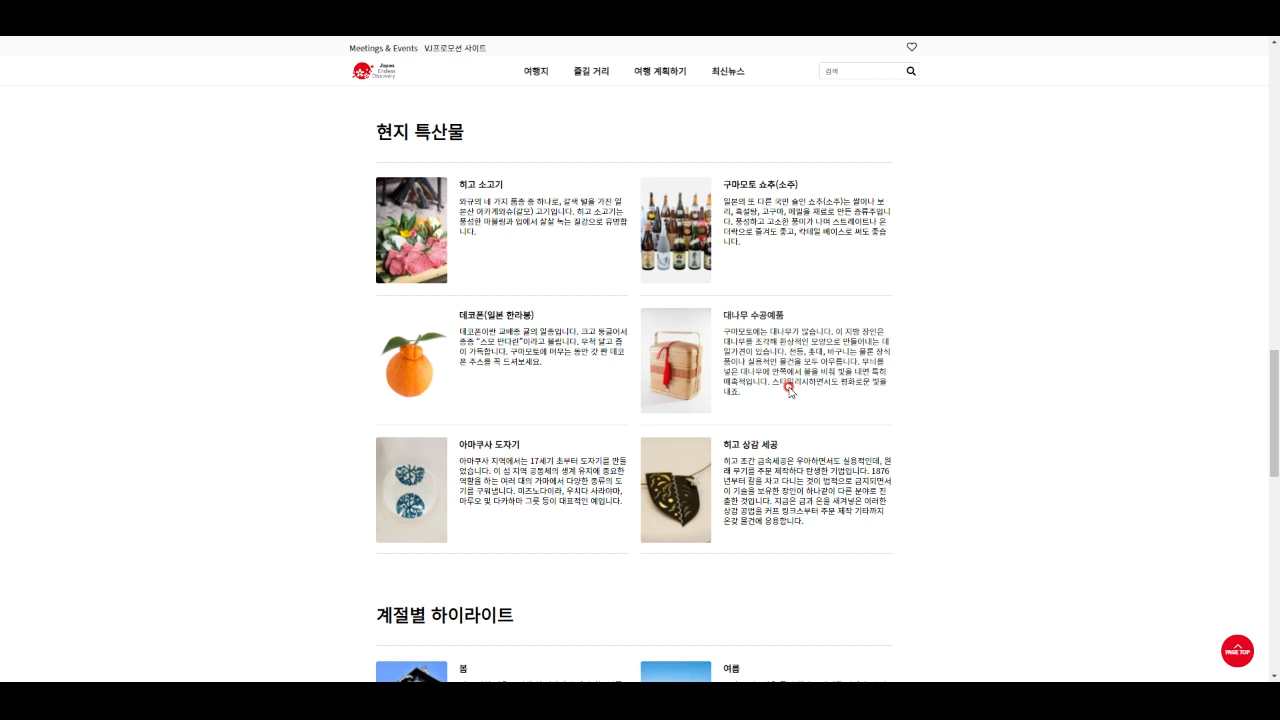 Meetings & Events VJ프로모션 사이트
Japan.
Endless
Discovery.
여행지 즐길 거리 여행 계획하기 최신뉴스
검색
현지 특산물
히고 소고기
와규의 네 가지 품종 중 하나로, 갈색 털을 가진 일
본산 아카게와슈(갈모) 고기입니다. 히고 소고기는
풍성한 마블링과 입에서 살살 녹는 질감으로 유명합
니다.
구마모토 쇼추(소주)
일본의 또 다른 국민 술인 쇼추(소주)는 쌀이나 보
리, 흑설탕, 고구마, 메밀을 재료로 만든 증류주입니
다. 풍성하고 고소한 풍미가 나며 스트레이트나 온
더락으로 즐겨도 좋고, 칵테일 베이스로 써도 좋습
니다.
데코폰(일본 한라봉)
데코폰이란 교배종 귤의 일종입니다. 크고 둥글어서
종종 “스모 만다린”이라고 불립니다. 무척 달고 즙
이 가득합니다. 구마모토에 머무는 동안 갓 짠 데코
폰 주스를 꼭 드셔보세요.
대나무 수공예품
구마모토에는 대나무가 많습니다. 이 지방 장인은
대나무를 조각해 환상적인 모양으로 만들어내는 데
일가견이 있습니다. 전등, 촛대, 바구니는 물론 장식
품이나 실용적인 물건을 모두 아우릅니다. 무늬를
넣은 대나무에 안쪽에서 불을 비춰 빛을 내면 특히
매혹적입니다. 스타일리시하면서도 평화로운 빛을
내죠.
아마쿠사 도자기
아마쿠사 지역에서는 17세기 초부터 도자기를 만들
었습니다. 이 섬 지역 공동체의 생계 유지에 중요한
역할을 하는 여러 대의 가마에서 다양한 종류의 도
기를 구워냅니다. 미즈노다이라, 우치다 사라야마,
마루오 및 다카하마 그릇 등이 대표적인 예입니다.
히고 상감 세공
히고 조간 금속세공은 우아하면서도 실용적인데, 원
래 무기를 주문 제작하다 탄생한 기법입니다. 1876
년부터 칼을 차고 다니는 것이 법적으로 금지되면서
이 기술을 보유한 장인이 하나같이 다른 분야로 진
출한 것입니다. 지금은 금과 은을 새겨넣은 이러한
상감 공법을 커프 링크스부터 주문 제작 기타까지
온갖 물건에 응용합니다.
계절별 하이라이트
봄
여름
PAGE TOP